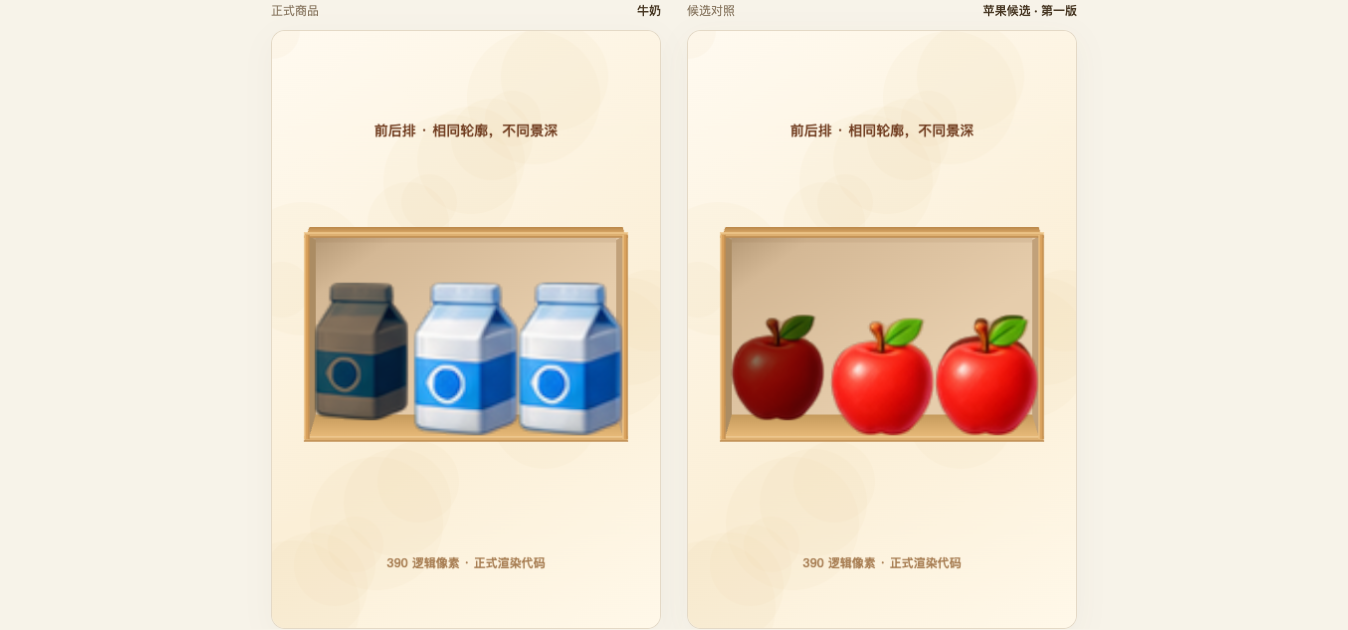 正式商品
牛奶
候选对照
苹果候选 · 第一版
前后排 · 相同轮廓，不同景深
前后排 · 相同轮廓，不同景深
390 逻辑像素 · 正式渲染代码
390 逻辑像素 · 正式渲染代码